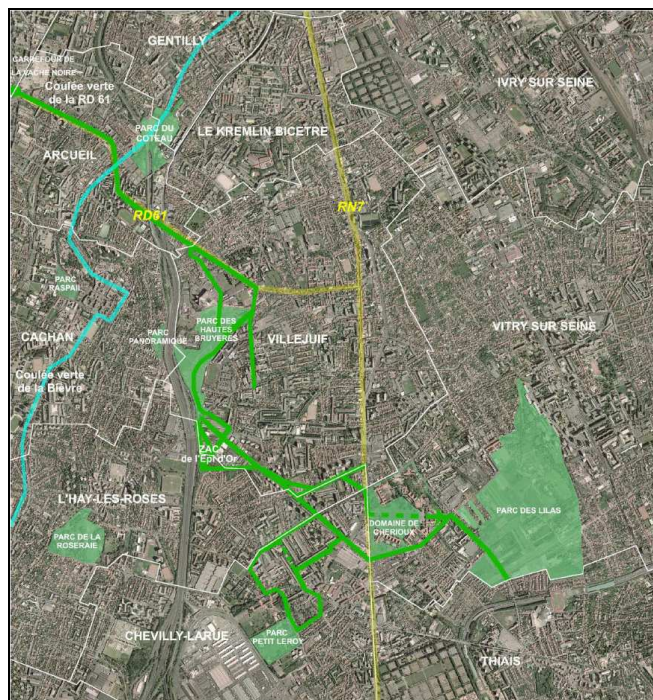 GENTILLY
CARREFOUR DE
LA VACHE NOIRE
Coulée verte
de la RD 61
IVRY SUR SEINE
PARC DU
COTEAU
LE KREMLIN BICETRE
ARCUEIL
RD61
RN7
PARC
RASPAIL
PARC DES
HAUTES
BRUYERES
PARC
PANORAMIQUE
VILLEJUIF
VITRY SUR SEINE
CACHAN
Coulée verte
de la Bièvre
ZAC
de l'Epi d'Or
L'HAY-LES-ROSES
PARC DE LA
ROSERAIE
DOMAINE DE
CHERIOUX
PARC DES LILAS
CHEVILLY-LARUE
PARC
PETIT LEROY
THIAIS